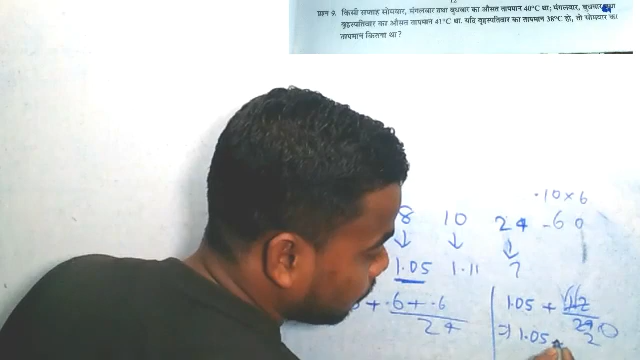 प्रश्न 9. किसी सप्ताह सोमवार, मंगलवार तथा बुधवार का औसत तापमान 40°C था; मंगलवार, बुधवार तथा
बृहस्पतिवार का औसत तापमान 41°C था. यदि बृहस्पतिवार का तापमान 38°C हो, तो सोमवार का
तापमान कितना था?
.10×6
8 10 24 -60
↓ ↓ ↓
1.05 1.11 ?
+ .6+.6 1.05 +
24 ⇒ 1.05